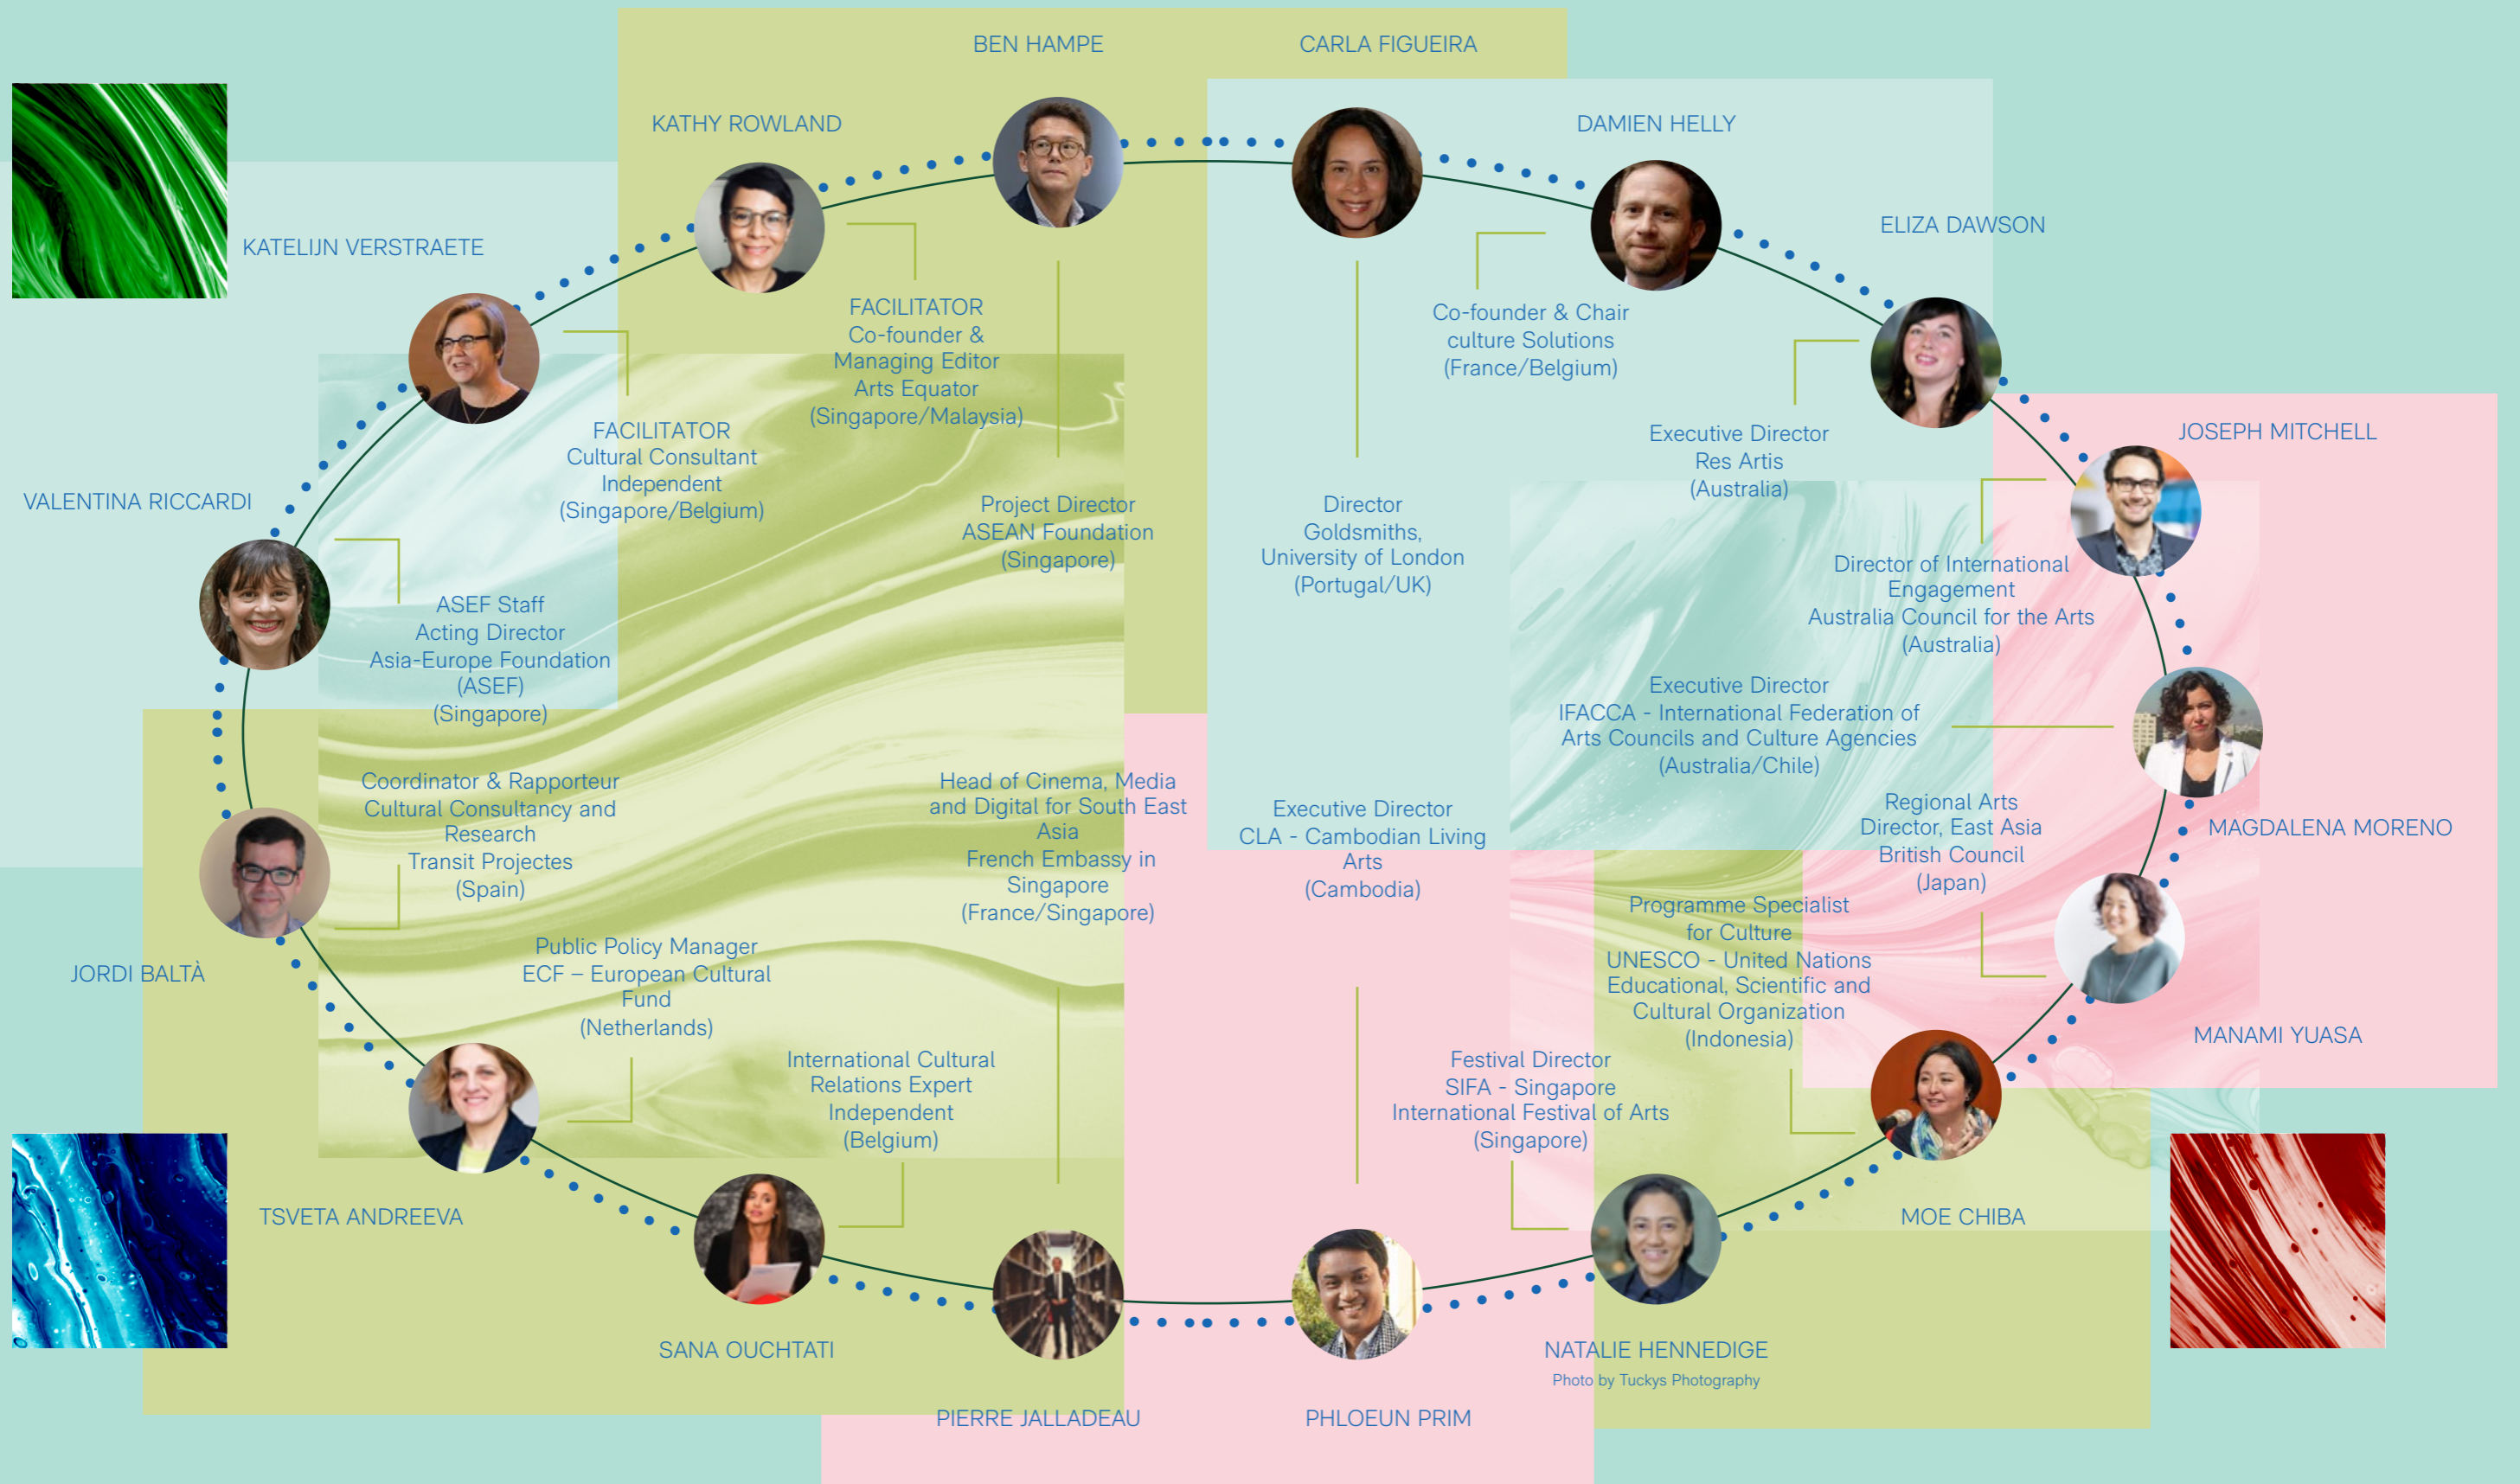 BEN HAMPE
CARLA FIGUEIRA
KATHY ROWLAND
DAMIEN HELLY
ELIZA DAWSON
KATELIJN VERSTRAETE
FACILITATOR
Co-founder &
Managing Editor
Arts Equator
(Singapore/Malaysia)
Co-founder & Chair
culture Solutions
(France/Belgium)
FACILITATOR
Cultural Consultant
Independent
(Singapore/Belgium)
Executive Director
Res Artis
(Australia)
JOSEPH MITCHELL
VALENTINA RICCARDI
Project Director
ASEAN Foundation
(Singapore)
Director
Goldsmiths,
University of London
(Portugal/UK)
Director of International
Engagement
Australia Council for the Arts
(Australia)
ASEF Staff
Acting Director
Asia-Europe Foundation
(ASEF)
(Singapore)
Executive Director
IFACCA - International Federation of
Arts Councils and Culture Agencies
(Australia/Chile)
Coordinator & Rapporteur
Cultural Consultancy and
Research
Transit Projectes
(Spain)
Head of Cinema, Media
and Digital for South East
Asia
French Embassy in
Singapore
(France/Singapore)
Executive Director
CLA - Cambodian Living
Arts
(Cambodia)
Regional Arts
Director, East Asia
British Council
(Japan)
MAGDALENA MORENO
Programme Specialist
for Culture
UNESCO - United Nations
Educational, Scientific and
Cultural Organization
(Indonesia)
JORDI BALTÀ
Public Policy Manager
ECF – European Cultural
Fund
(Netherlands)
MANAMI YUASA
International Cultural
Relations Expert
Independent
(Belgium)
Festival Director
SIFA - Singapore
International Festival of Arts
(Singapore)
TSVETA ANDREEVA
MOE CHIBA
SANA OUCHTATI
NATALIE HENNEDIGE
Photo by Tuckys Photography
PIERRE JALLADEAU
PHLOEUN PRIM